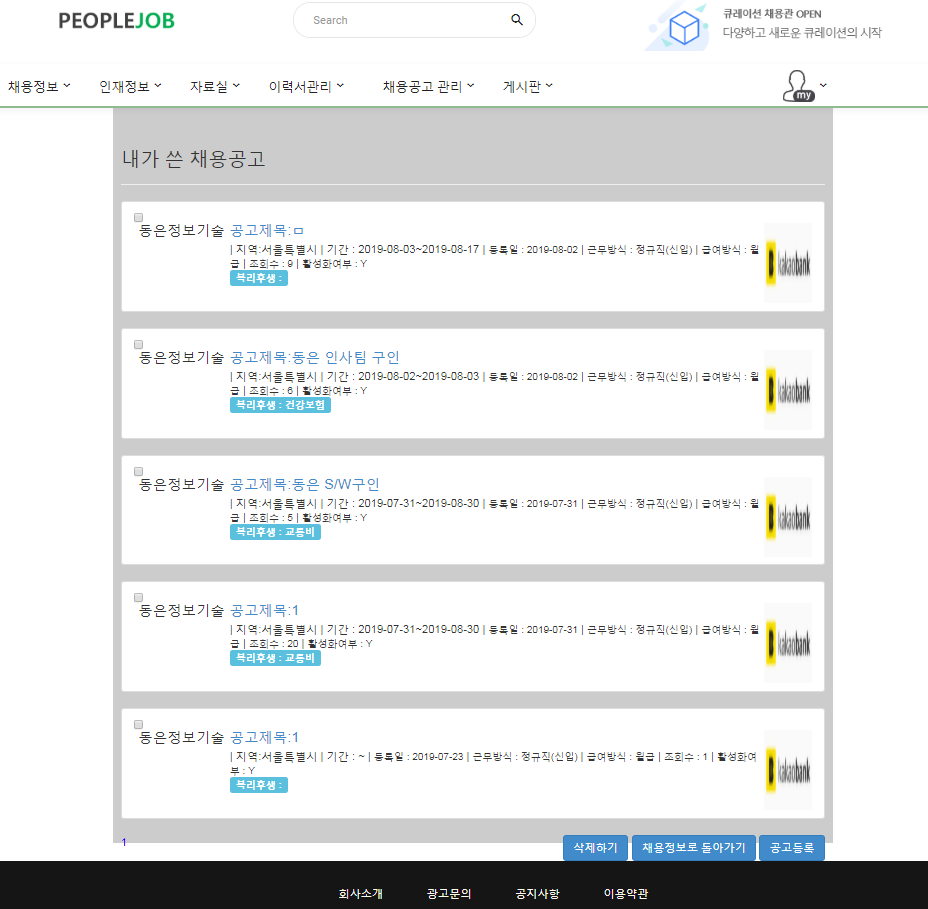 PEOPLEJOB
Search
큐레이션 채용관 OPEN
다양하고 새로운 큐레이션의 시작
채용정보 인재정보 자료실 이력서관리 채용공고 관리 게시판 my
내가 쓴 채용공고
동은정보기술 공고제목:ㅁ
| 지역:서울특별시 | 기간 : 2019-08-03~2019-08-17 | 등록일 : 2019-08-02 | 근무방식 : 정규직(신입) | 급여방식 : 월
급 | 조회수 : 9 | 활성화여부 : Y
복리후생 :
kakaobank
동은정보기술 공고제목:동은 인사팀 구인
| 지역:서울특별시 | 기간 : 2019-08-02~2019-08-03 | 등록일 : 2019-08-02 | 근무방식 : 정규직(신입) | 급여방식 : 월
급 | 조회수 : 6 | 활성화여부 : Y
복리후생 : 건강보험
kakaobank
동은정보기술 공고제목:동은 S/W구인
| 지역:서울특별시 | 기간 : 2019-07-31~2019-08-30 | 등록일 : 2019-07-31 | 근무방식 : 정규직(신입) | 급여방식 : 월
급 | 조회수 : 5 | 활성화여부 : Y
복리후생 : 교통비
kakaobank
동은정보기술 공고제목:1
| 지역:서울특별시 | 기간 : 2019-07-31~2019-08-30 | 등록일 : 2019-07-31 | 근무방식 : 정규직(신입) | 급여방식 : 월
급 | 조회수 : 20 | 활성화여부 : Y
복리후생 : 교통비
kakaobank
동은정보기술 공고제목:1
| 지역:서울특별시 | 기간 : ~ | 등록일 : 2019-07-23 | 근무방식 : 정규직(신입) | 급여방식 : 월급 | 조회수 : 1 | 활성화여
부 : Y
복리후생 :
kakaobank
1
삭제하기 채용정보로 돌아가기 공고등록
회사소개 광고문의 공지사항 이용약관